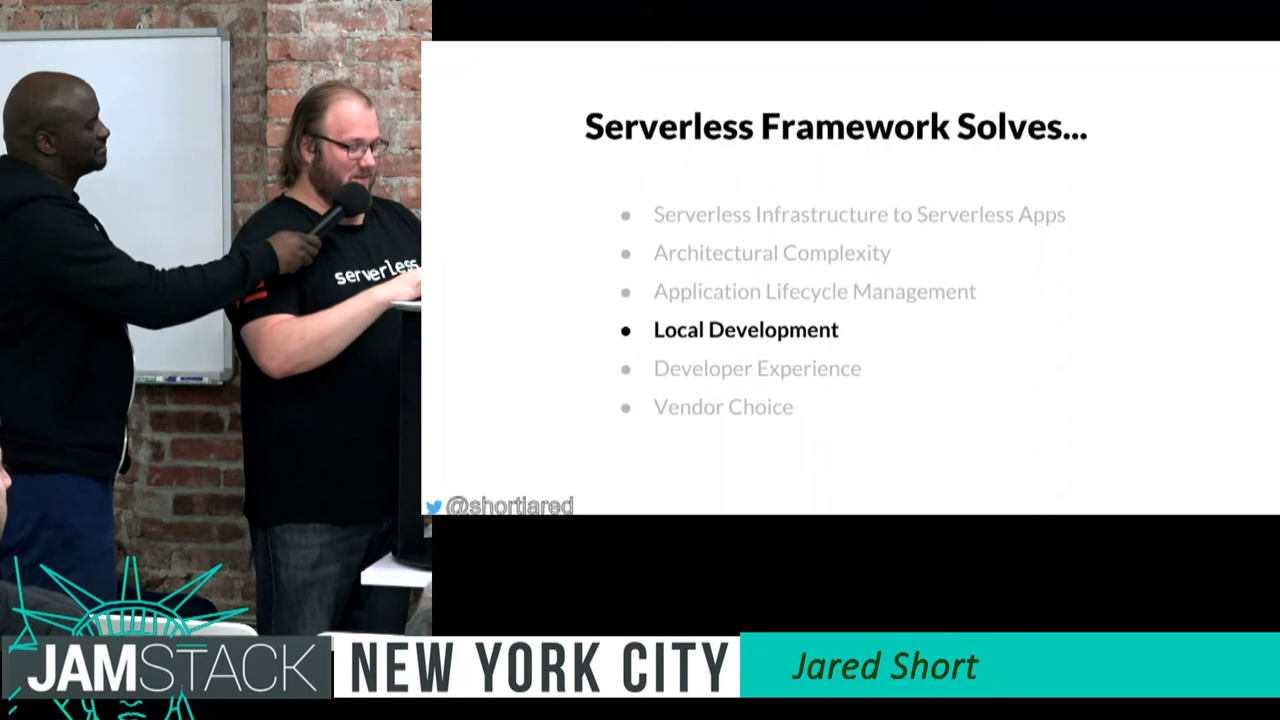 Serverless Framework Solves...
● Serverless Infrastructure to Serverless Apps
● Architectural Complexity
● Application Lifecycle Management
● Local Development
● Developer Experience
● Vendor Choice
serverless
@shortjared
JAMSTACK NEW YORK CITY Jared Short